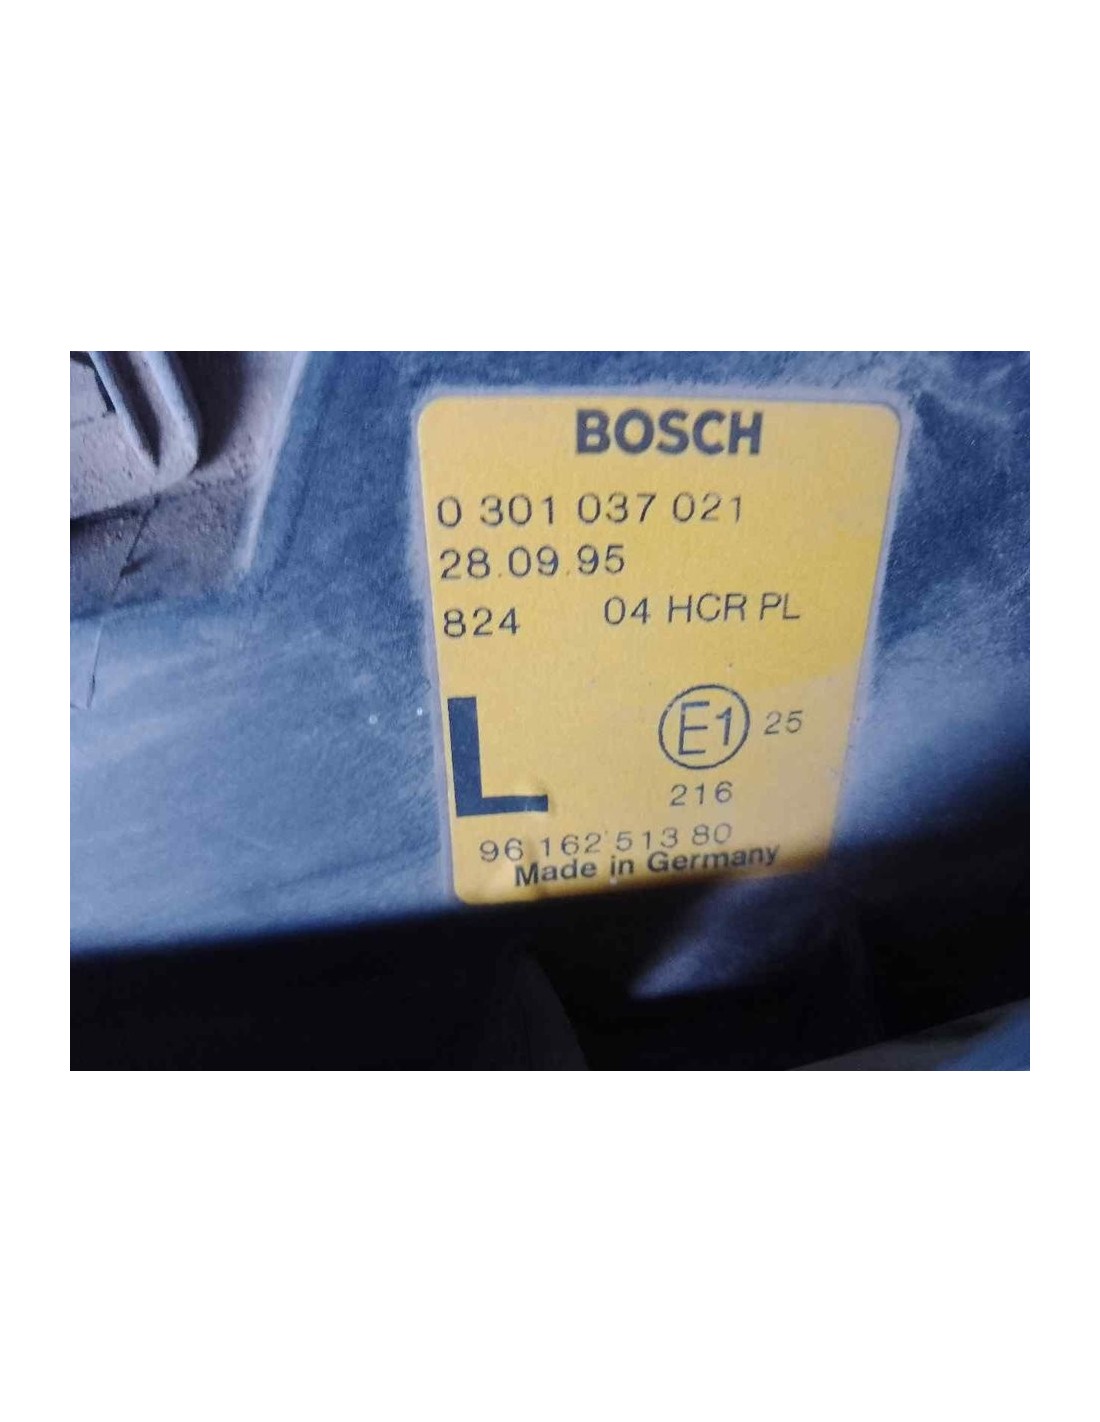 BOSCH
0 301 037 021
28.09.95
824 04 HCR PL
L E1 25
216
96 162 513 80
Made in Germany